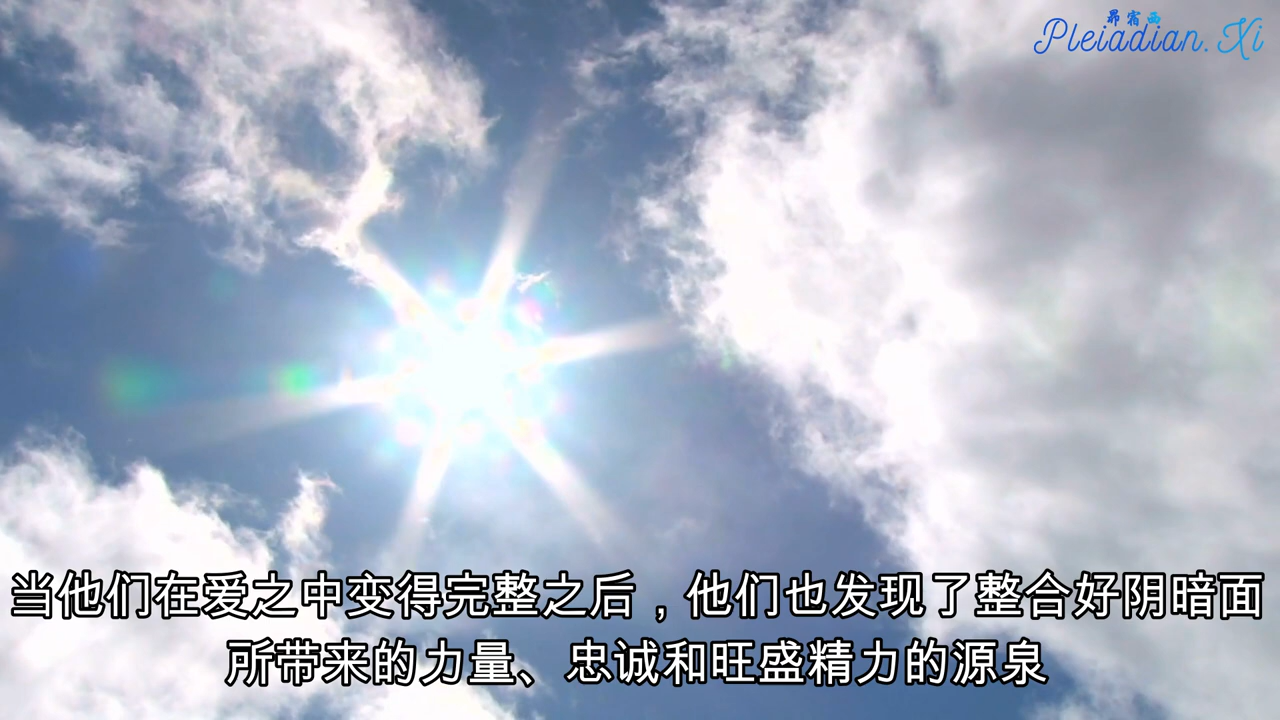 昴宿西
Pleiadian.Xi
当他们在爱之中变得完整之后，他们也发现了整合好阴暗面
所带来的力量、忠诚和旺盛精力的源泉